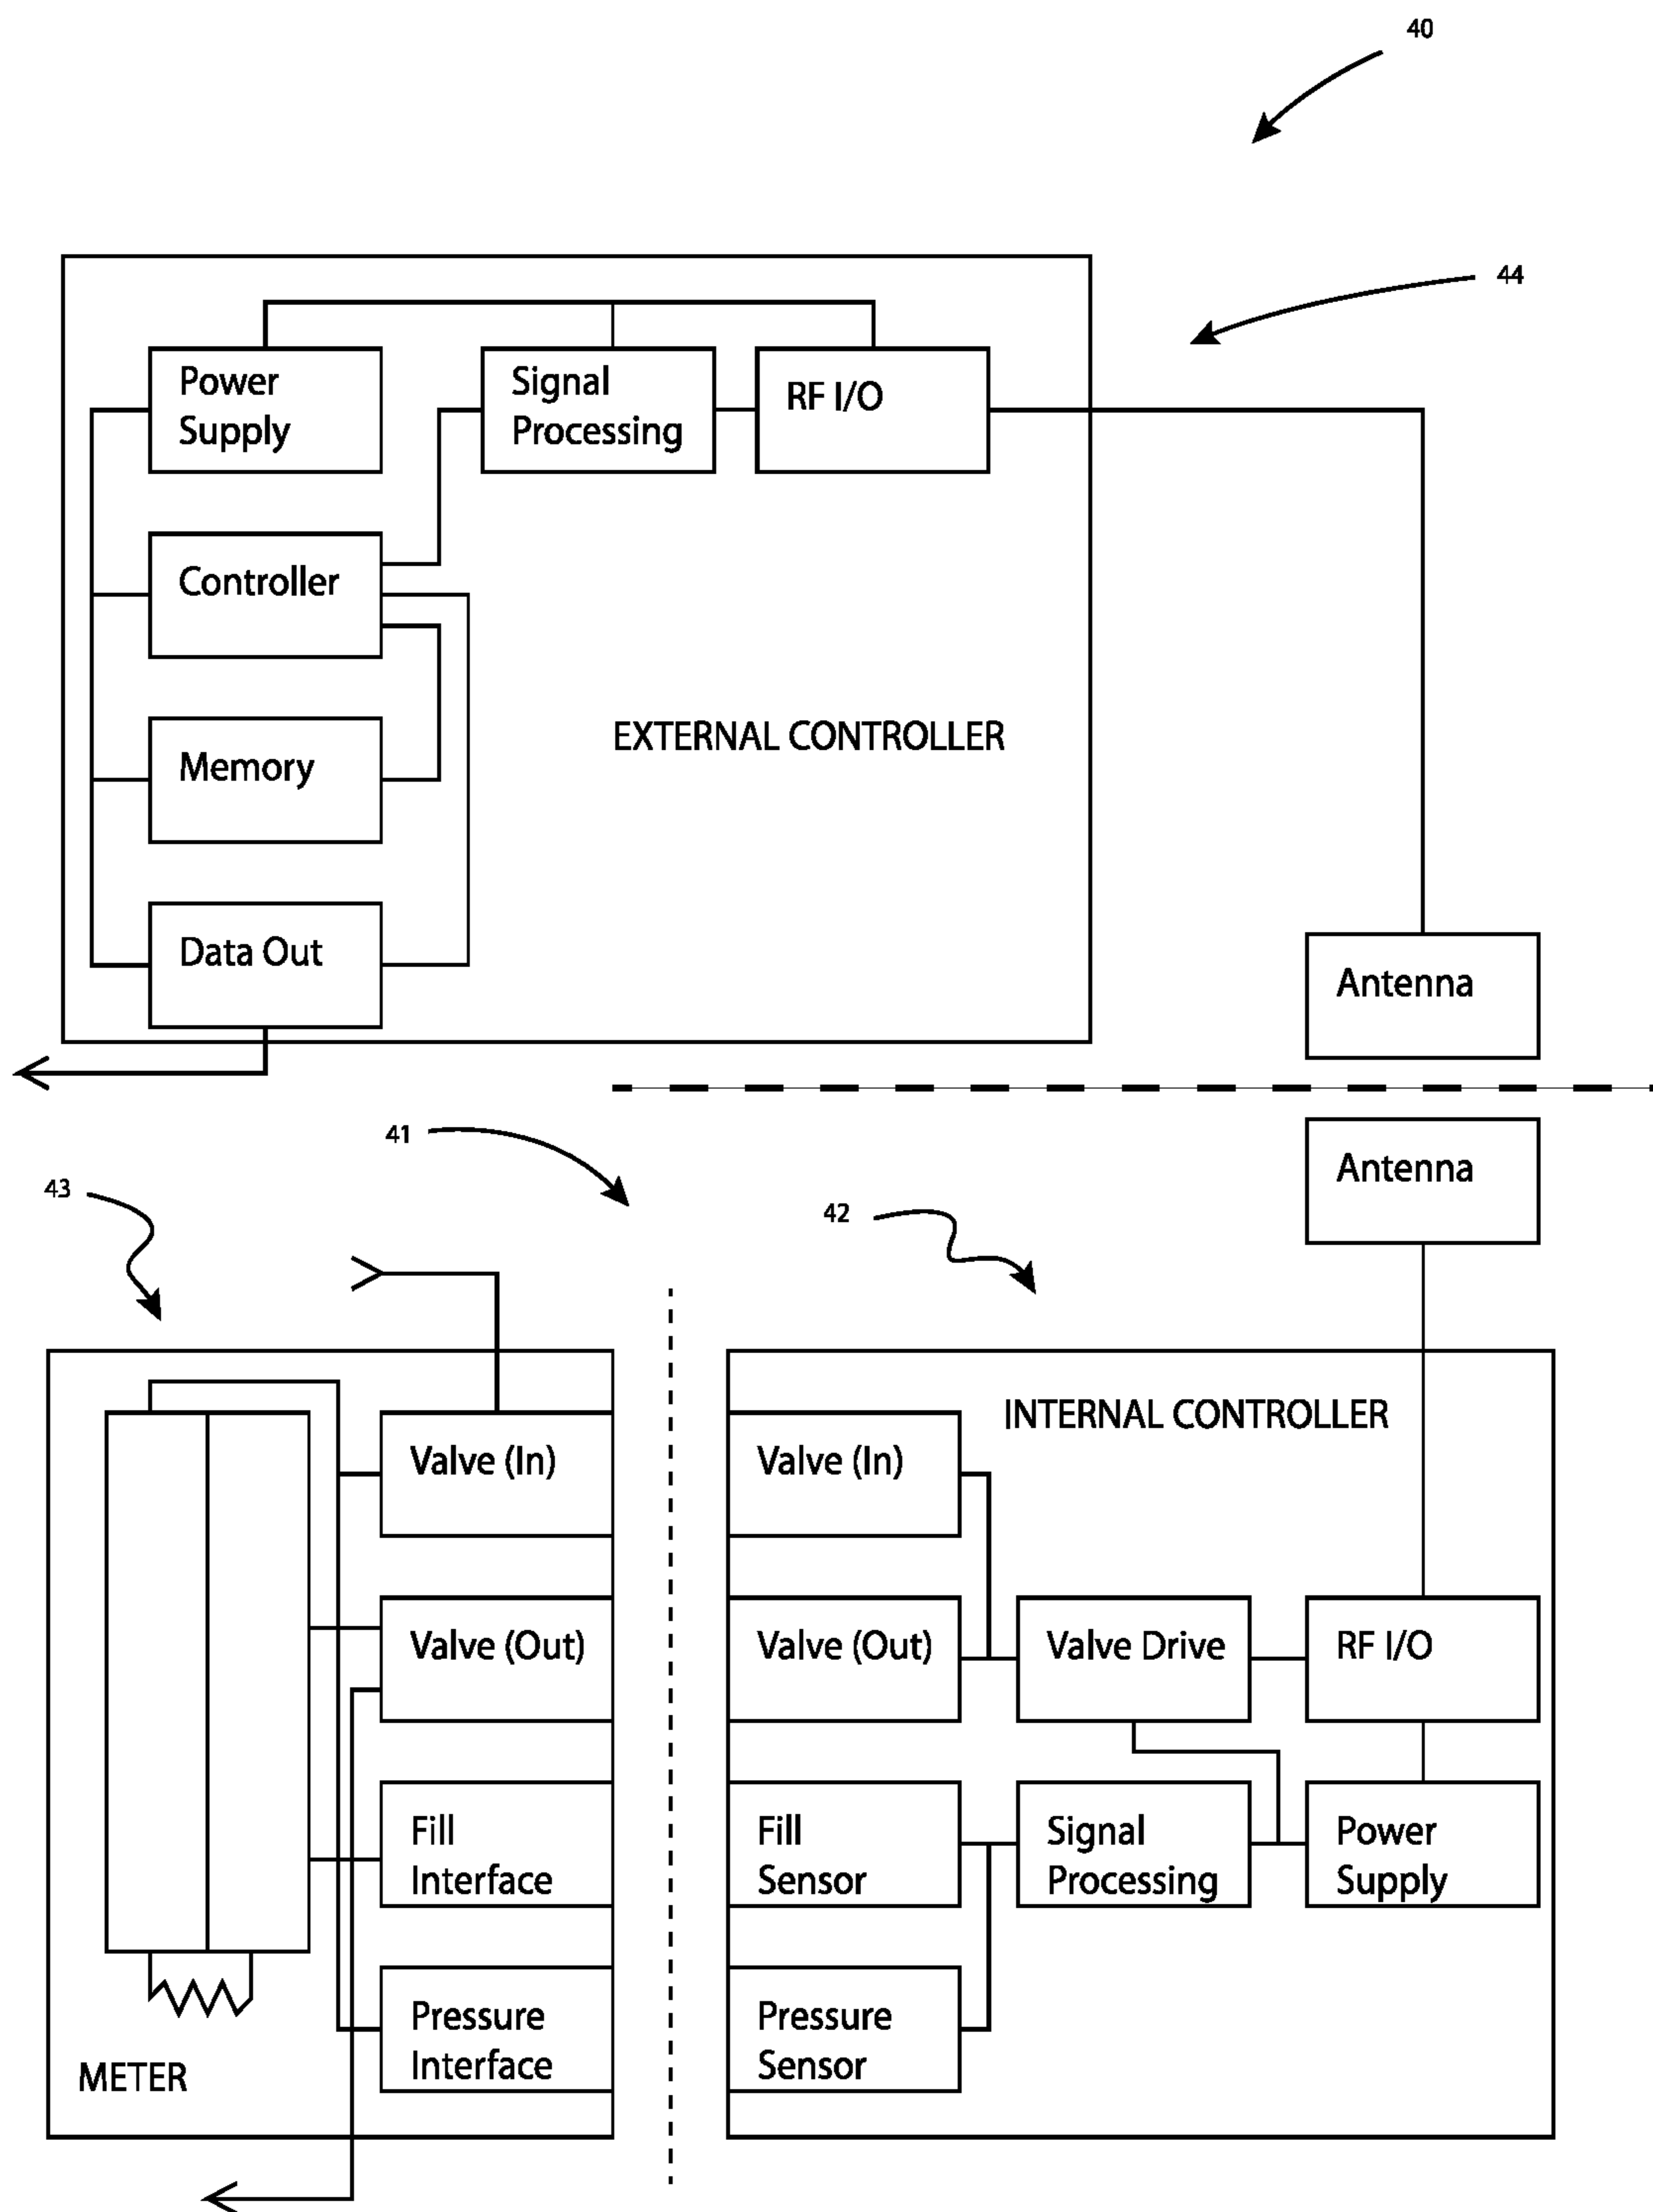 40
44
Power
Supply
Signal
Processing
RF I/O
Controller
EXTERNAL CONTROLLER
Memory
Data Out
Antenna
41
Antenna
43
42
INTERNAL CONTROLLER
Valve (In)
Valve (In)
Valve (Out)
Valve (Out)
Valve Drive
RF I/O
Fill
Interface
Fill
Sensor
Signal
Processing
Power
Supply
Pressure
Interface
Pressure
Sensor
METER